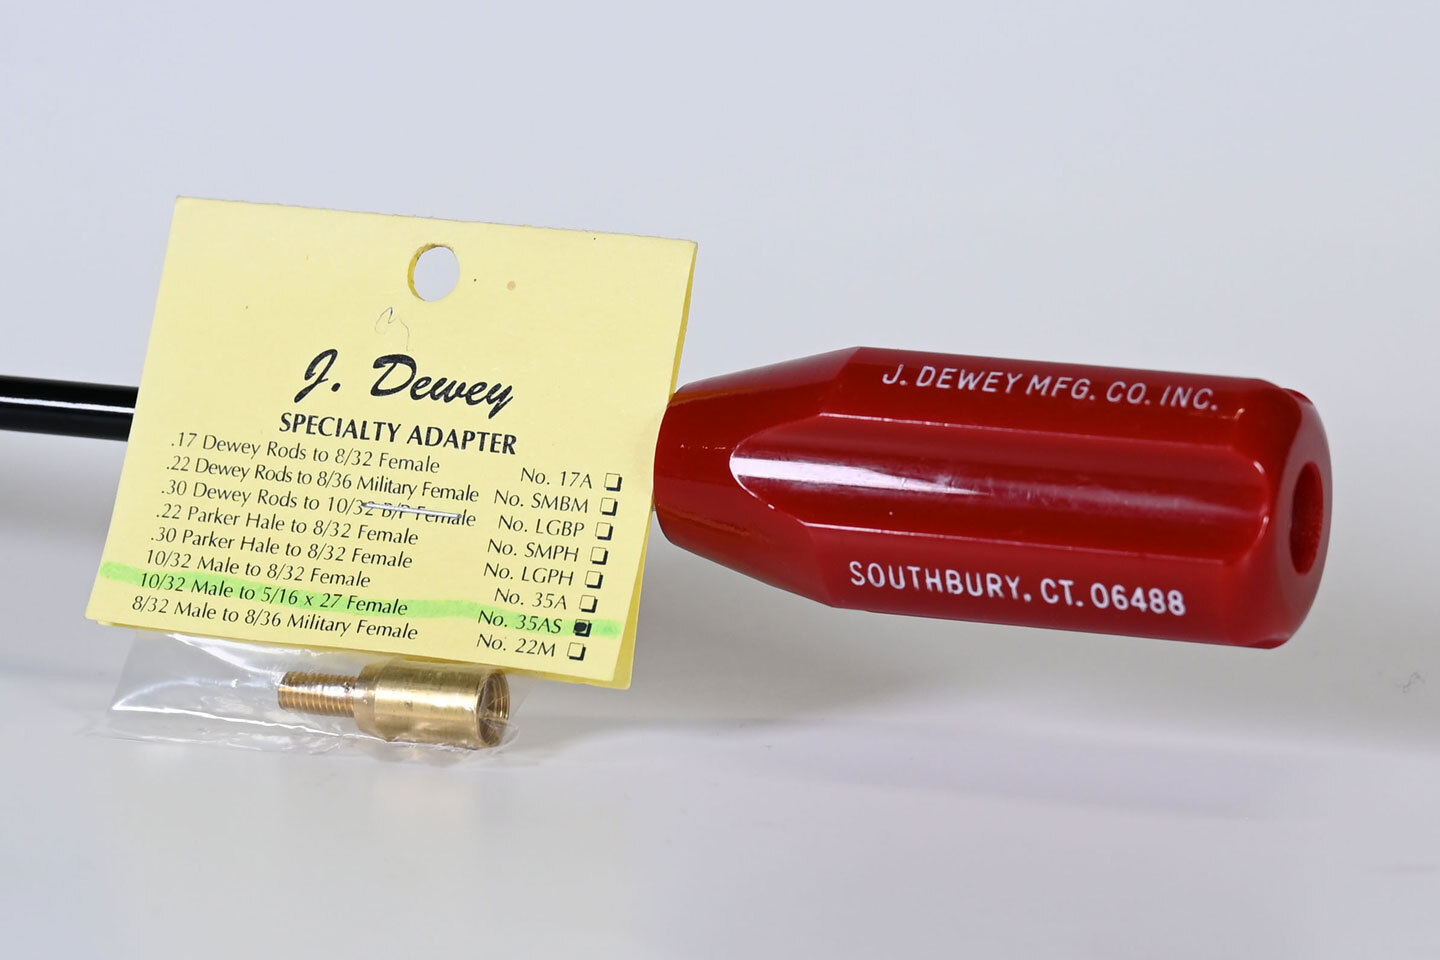 J. Dewey
SPECIALTY ADAPTER
.17 Dewey Rods to 8/32 Female No. 17A
.22 Dewey Rods to 8/36 Military Female No. SMBM
.30 Dewey Rods to 10/32 B/P Female No. LGBP
.22 Parker Hale to 8/32 Female No. SMPH
.30 Parker Hale to 8/32 Female No. LGPH
10/32 Male to 8/32 Female No. 35A
10/32 Male to 5/16 x 27 Female No. 35AS
8/32 Male to 8/36 Military Female No. 22M
J. DEWEY MFG. CO. INC.
SOUTHBURY, CT. 06488